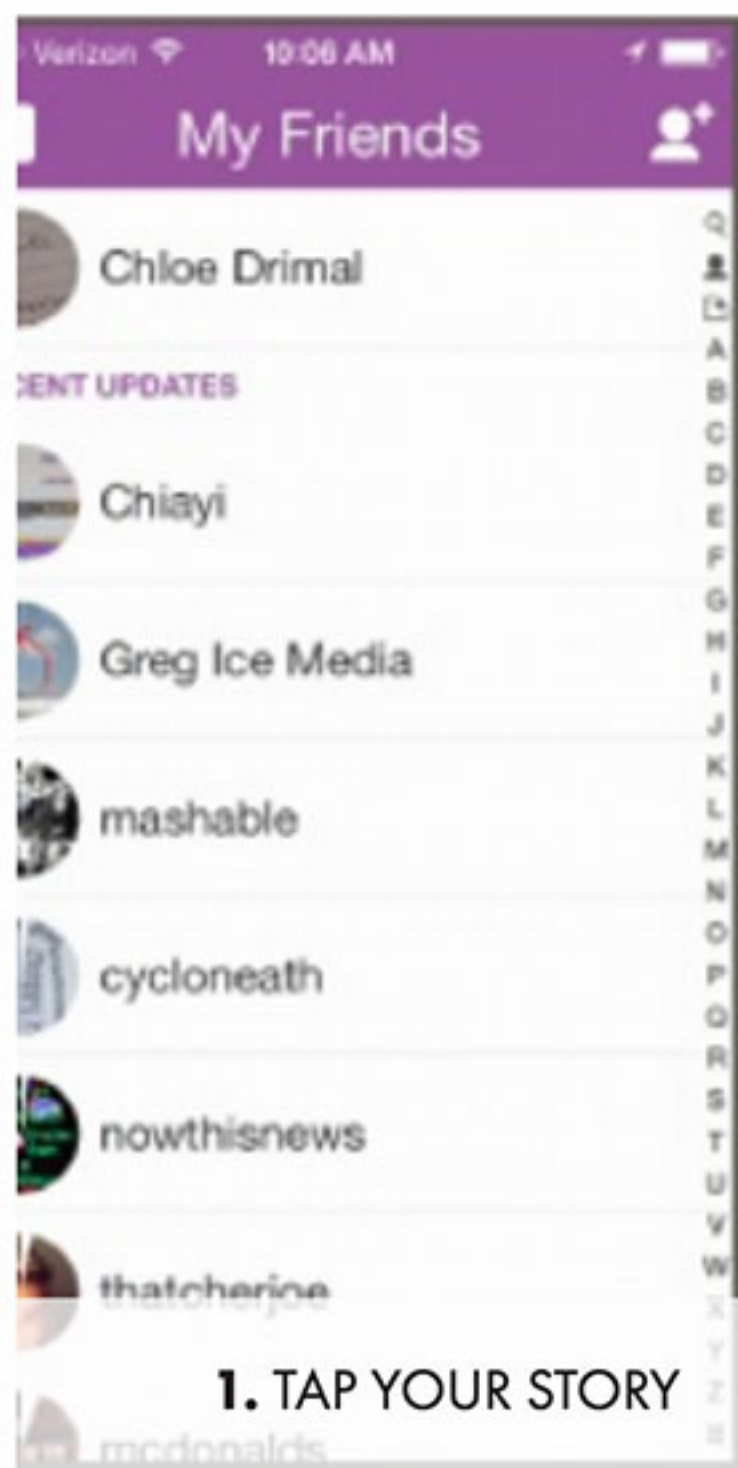 Verizon 10:06 AM
My Friends
Chloe Drimal
CENT UPDATES
Chiayi
Greg Ice Media
mashable
cycloneath
nowthisnews
thatcherjoe
mcdonalds
1. TAP YOUR STORY
A
B
C
D
E
F
G
H
I
J
K
L
M
N
O
P
Q
R
S
T
U
V
W
X
Y
Z
#